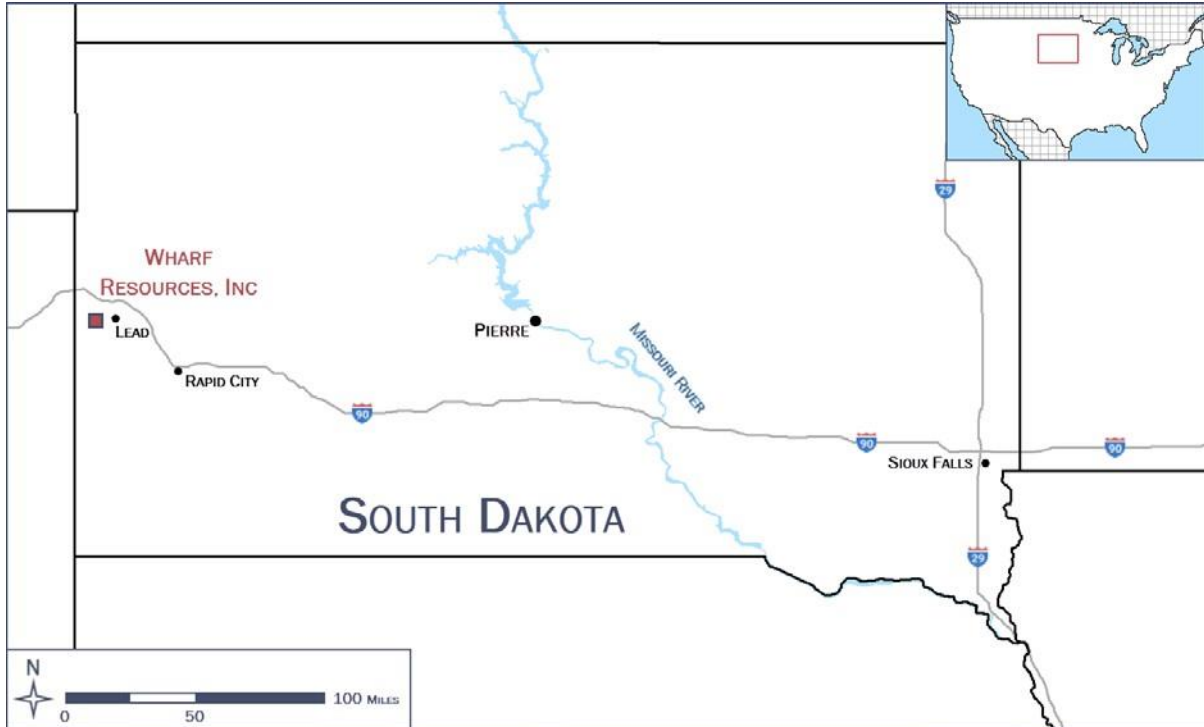 29
WHARF
RESOURCES, INC
LEAD
PIERRE
MISSOURI RIVER
RAPID CITY
90
90
90
SIOUX FALLS
SOUTH DAKOTA
29
N
100 MILES
0
50